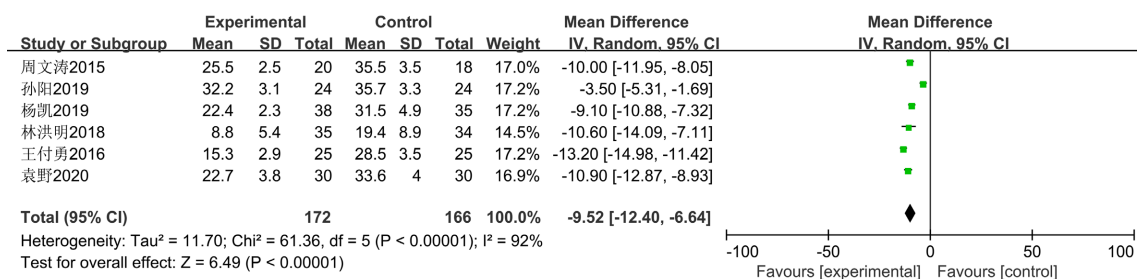 Experimental Control Mean Difference Mean Difference
Study or Subgroup Mean SD Total Mean SD Total Weight IV, Random, 95% CI IV, Random, 95% CI
周文涛2015 25.5 2.5 20 35.5 3.5 18 17.0% -10.00 [-11.95, -8.05]
孙阳2019 32.2 3.1 24 35.7 3.3 24 17.2% -3.50 [-5.31, -1.69]
杨凯2019 22.4 2.3 38 31.5 4.9 35 17.2% -9.10 [-10.88, -7.32]
林洪明2018 8.8 5.4 35 19.4 8.9 34 14.5% -10.60 [-14.09, -7.11]
王付勇2016 15.3 2.9 25 28.5 3.5 25 17.2% -13.20 [-14.98, -11.42]
袁野2020 22.7 3.8 30 33.6 4 30 16.9% -10.90 [-12.87, -8.93]
Total (95% CI) 172 166 100.0% -9.52 [-12.40, -6.64]
Heterogeneity: Tau² = 11.70; Chi² = 61.36, df = 5 (P < 0.00001); I² = 92%
Test for overall effect: Z = 6.49 (P < 0.00001)
-100 -50 0 50 100
Favours [experimental] Favours [control]